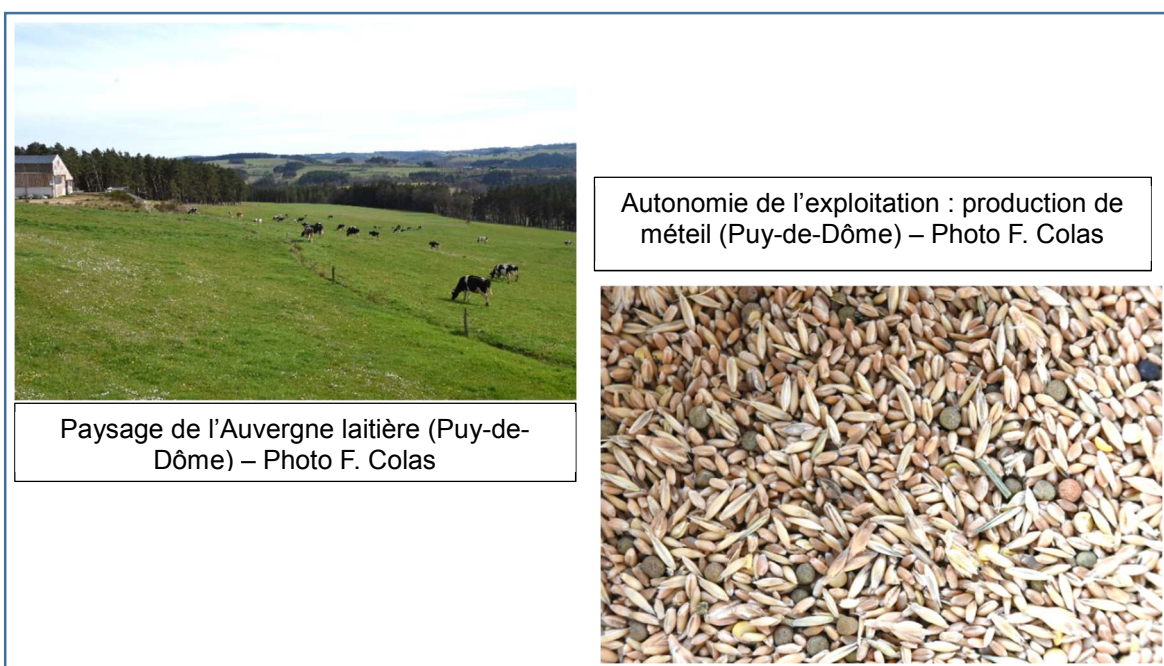 Autonomie de l’exploitation : production de
méteil (Puy-de-Dôme) – Photo F. Colas
Paysage de l’Auvergne laitière (Puy-de-
Dôme) – Photo F. Colas